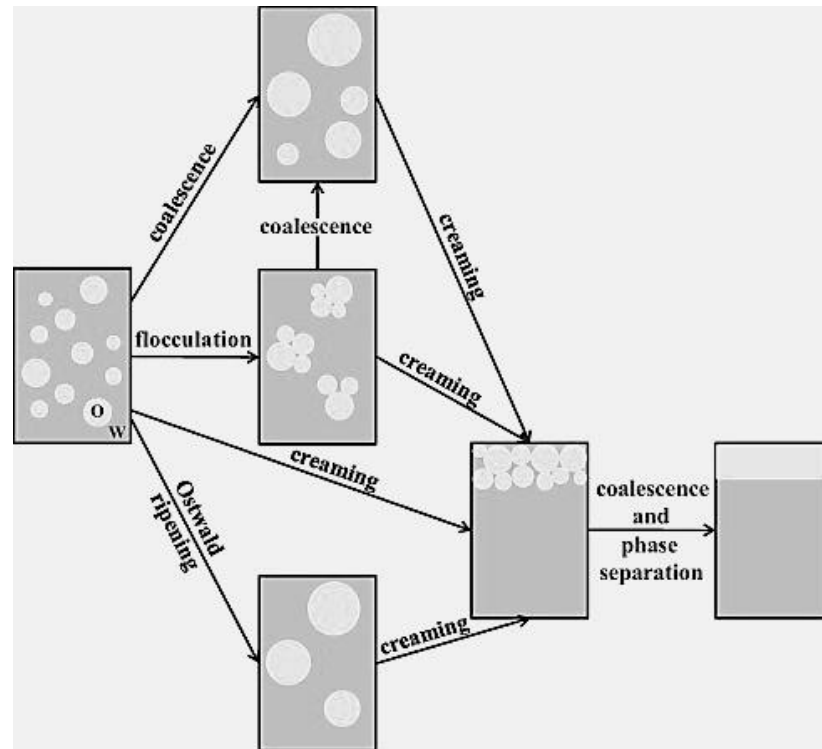 coalescence
coalescence
creaming
flocculation
creaming
O
W
creaming
Ostwald
ripening
coalescence
and
phase
separation
creaming